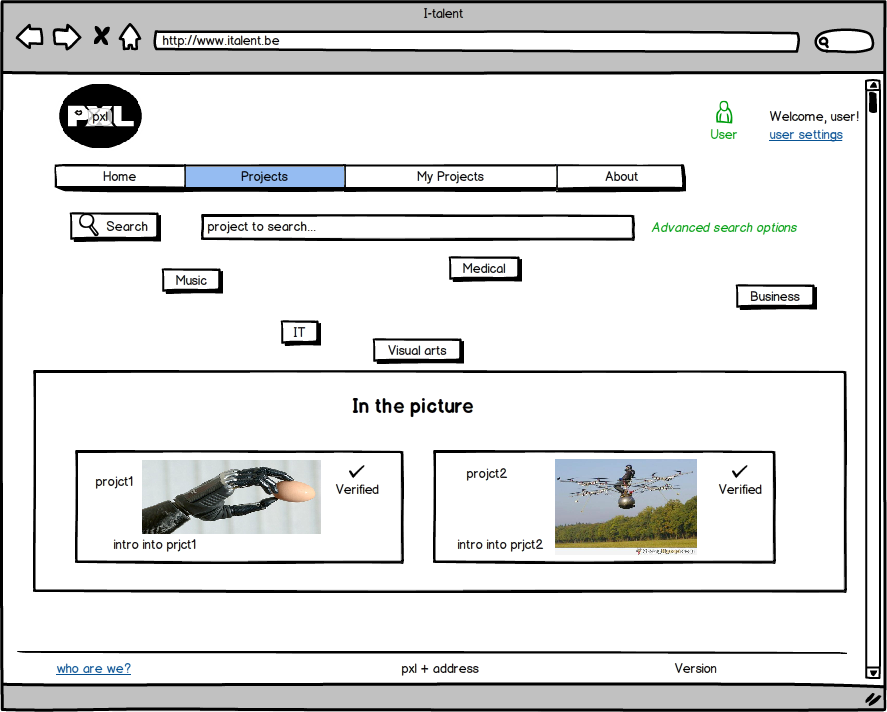 I-talent
http://www.italent.be
PXL
pxl
User
Welcome, user!
user settings
Home
Projects
My Projects
About
Search
project to search...
Advanced search options
Music
Medical
Business
IT
Visual arts
In the picture
projct1
Verified
intro into prjct1
projct2
Verified
intro into prjct2
who are we?
pxl + address
Version